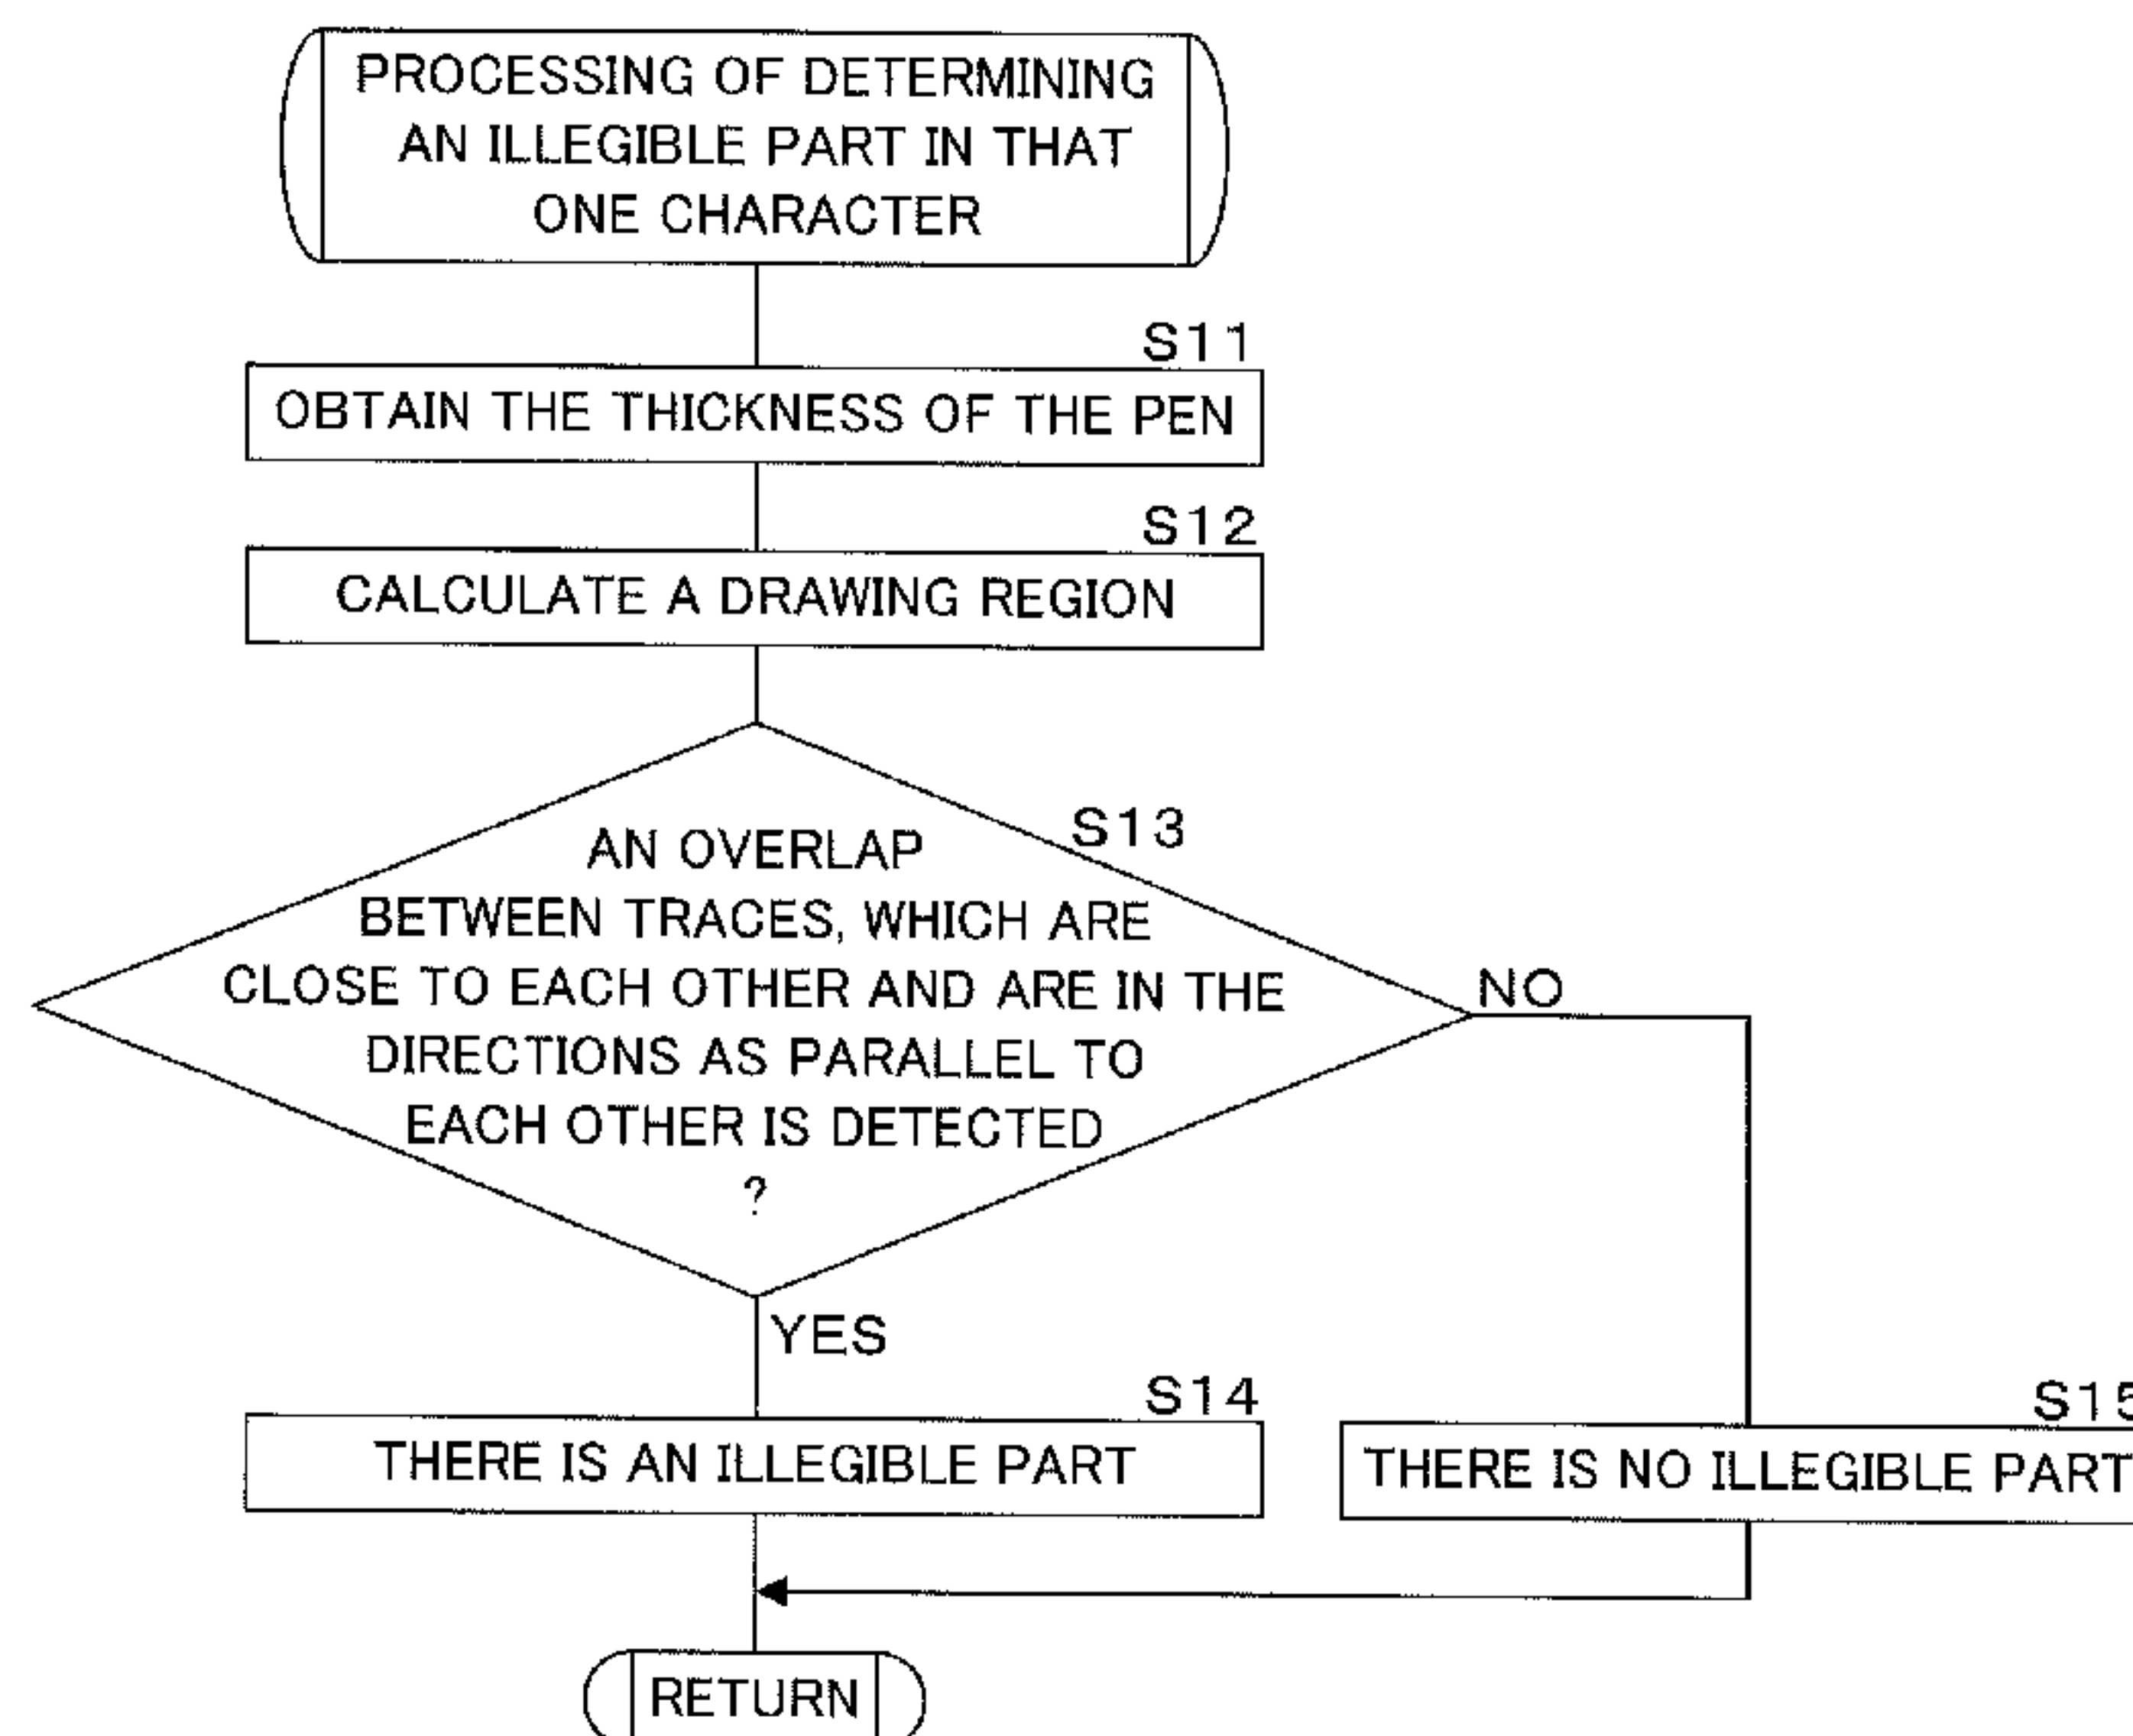 PROCESSING OF DETERMINING
AN ILLEGIBLE PART IN THAT
ONE CHARACTER
S11
OBTAIN THE THICKNESS OF THE PEN
S12
CALCULATE A DRAWING REGION
S13
AN OVERLAP
BETWEEN TRACES, WHICH ARE
CLOSE TO EACH OTHER AND ARE IN THE
DIRECTIONS AS PARALLEL TO
EACH OTHER IS DETECTED
?
NO
YES
S14
THERE IS AN ILLEGIBLE PART
S15
THERE IS NO ILLEGIBLE PART
RETURN